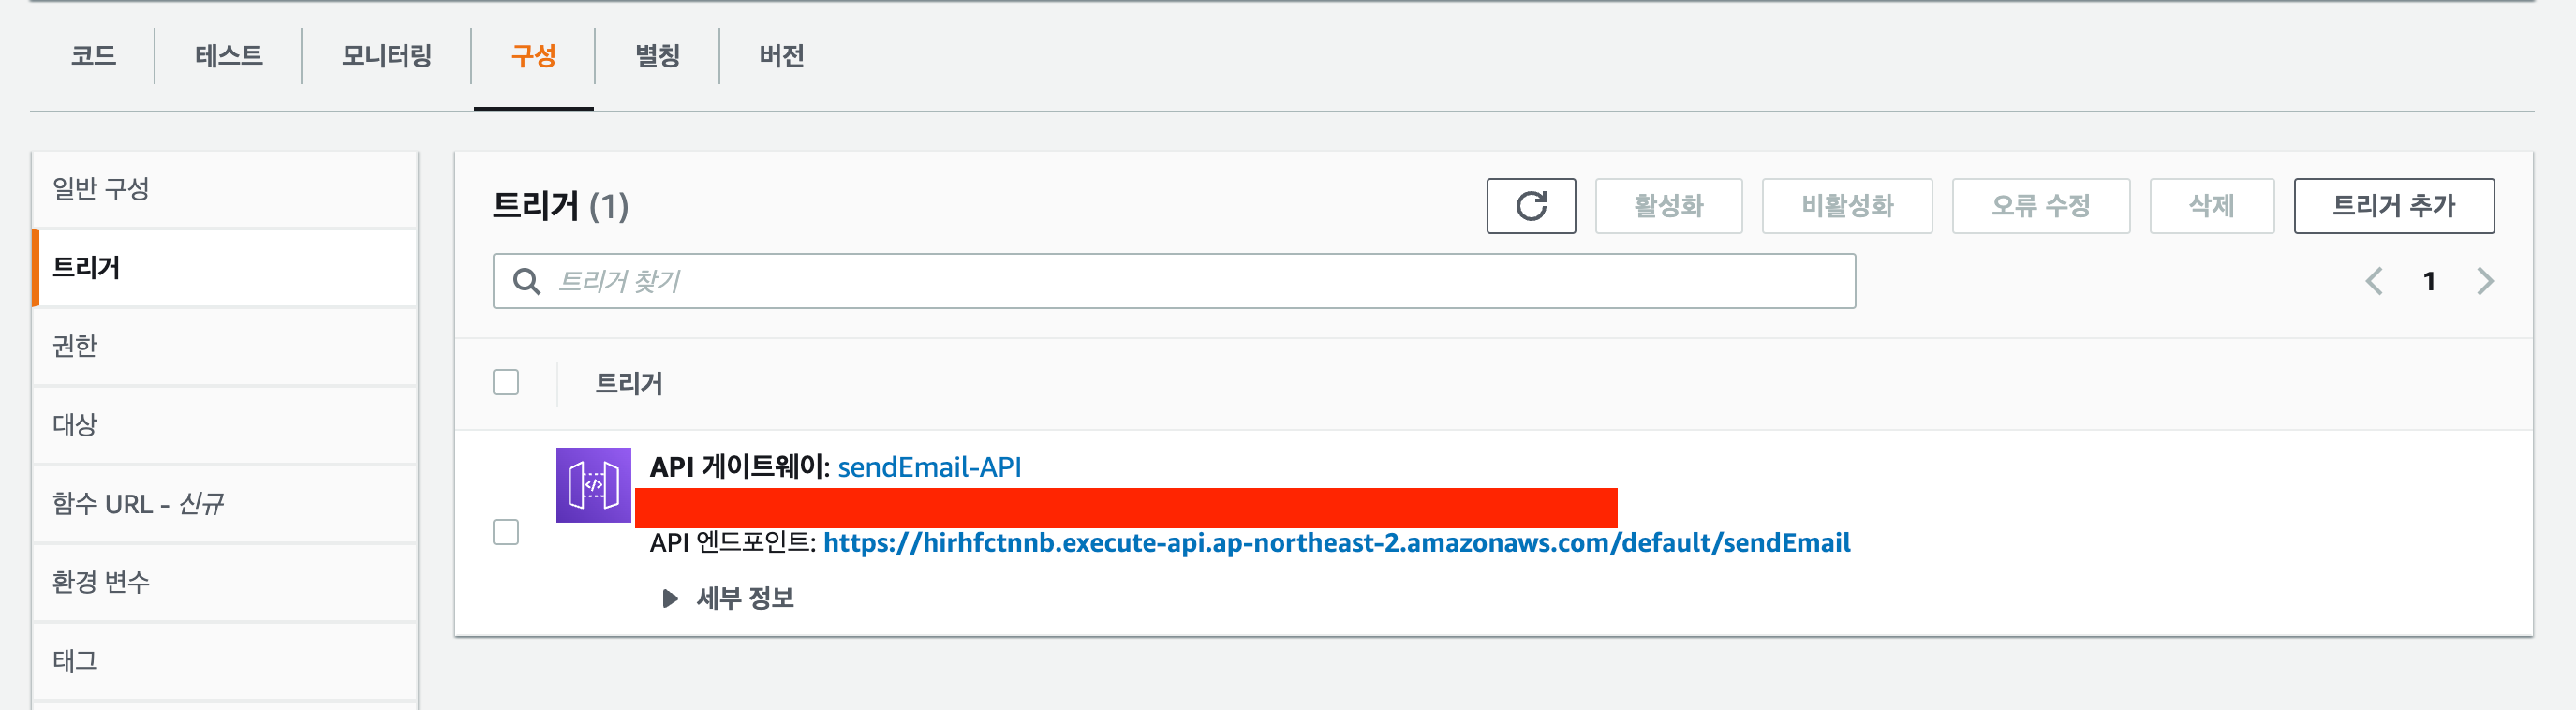 코드 테스트 모니터링 구성 별칭 버전
일반 구성
트리거
권한
대상
함수 URL - 신규
환경 변수
태그
트리거 (1)
활성화 비활성화 오류 수정 삭제 트리거 추가
트리거 찾기
1
트리거
API 게이트웨이: sendEmail-API
API 엔드포인트: https://hirhfctnnb.execute-api.ap-northeast-2.amazonaws.com/default/sendEmail
세부 정보